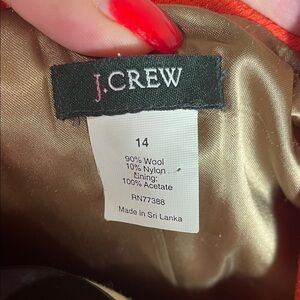 J.CREW
14
90% Wool
10% Nylon
Lining:
100% Acetate
RN77388
Made in Sri Lanka